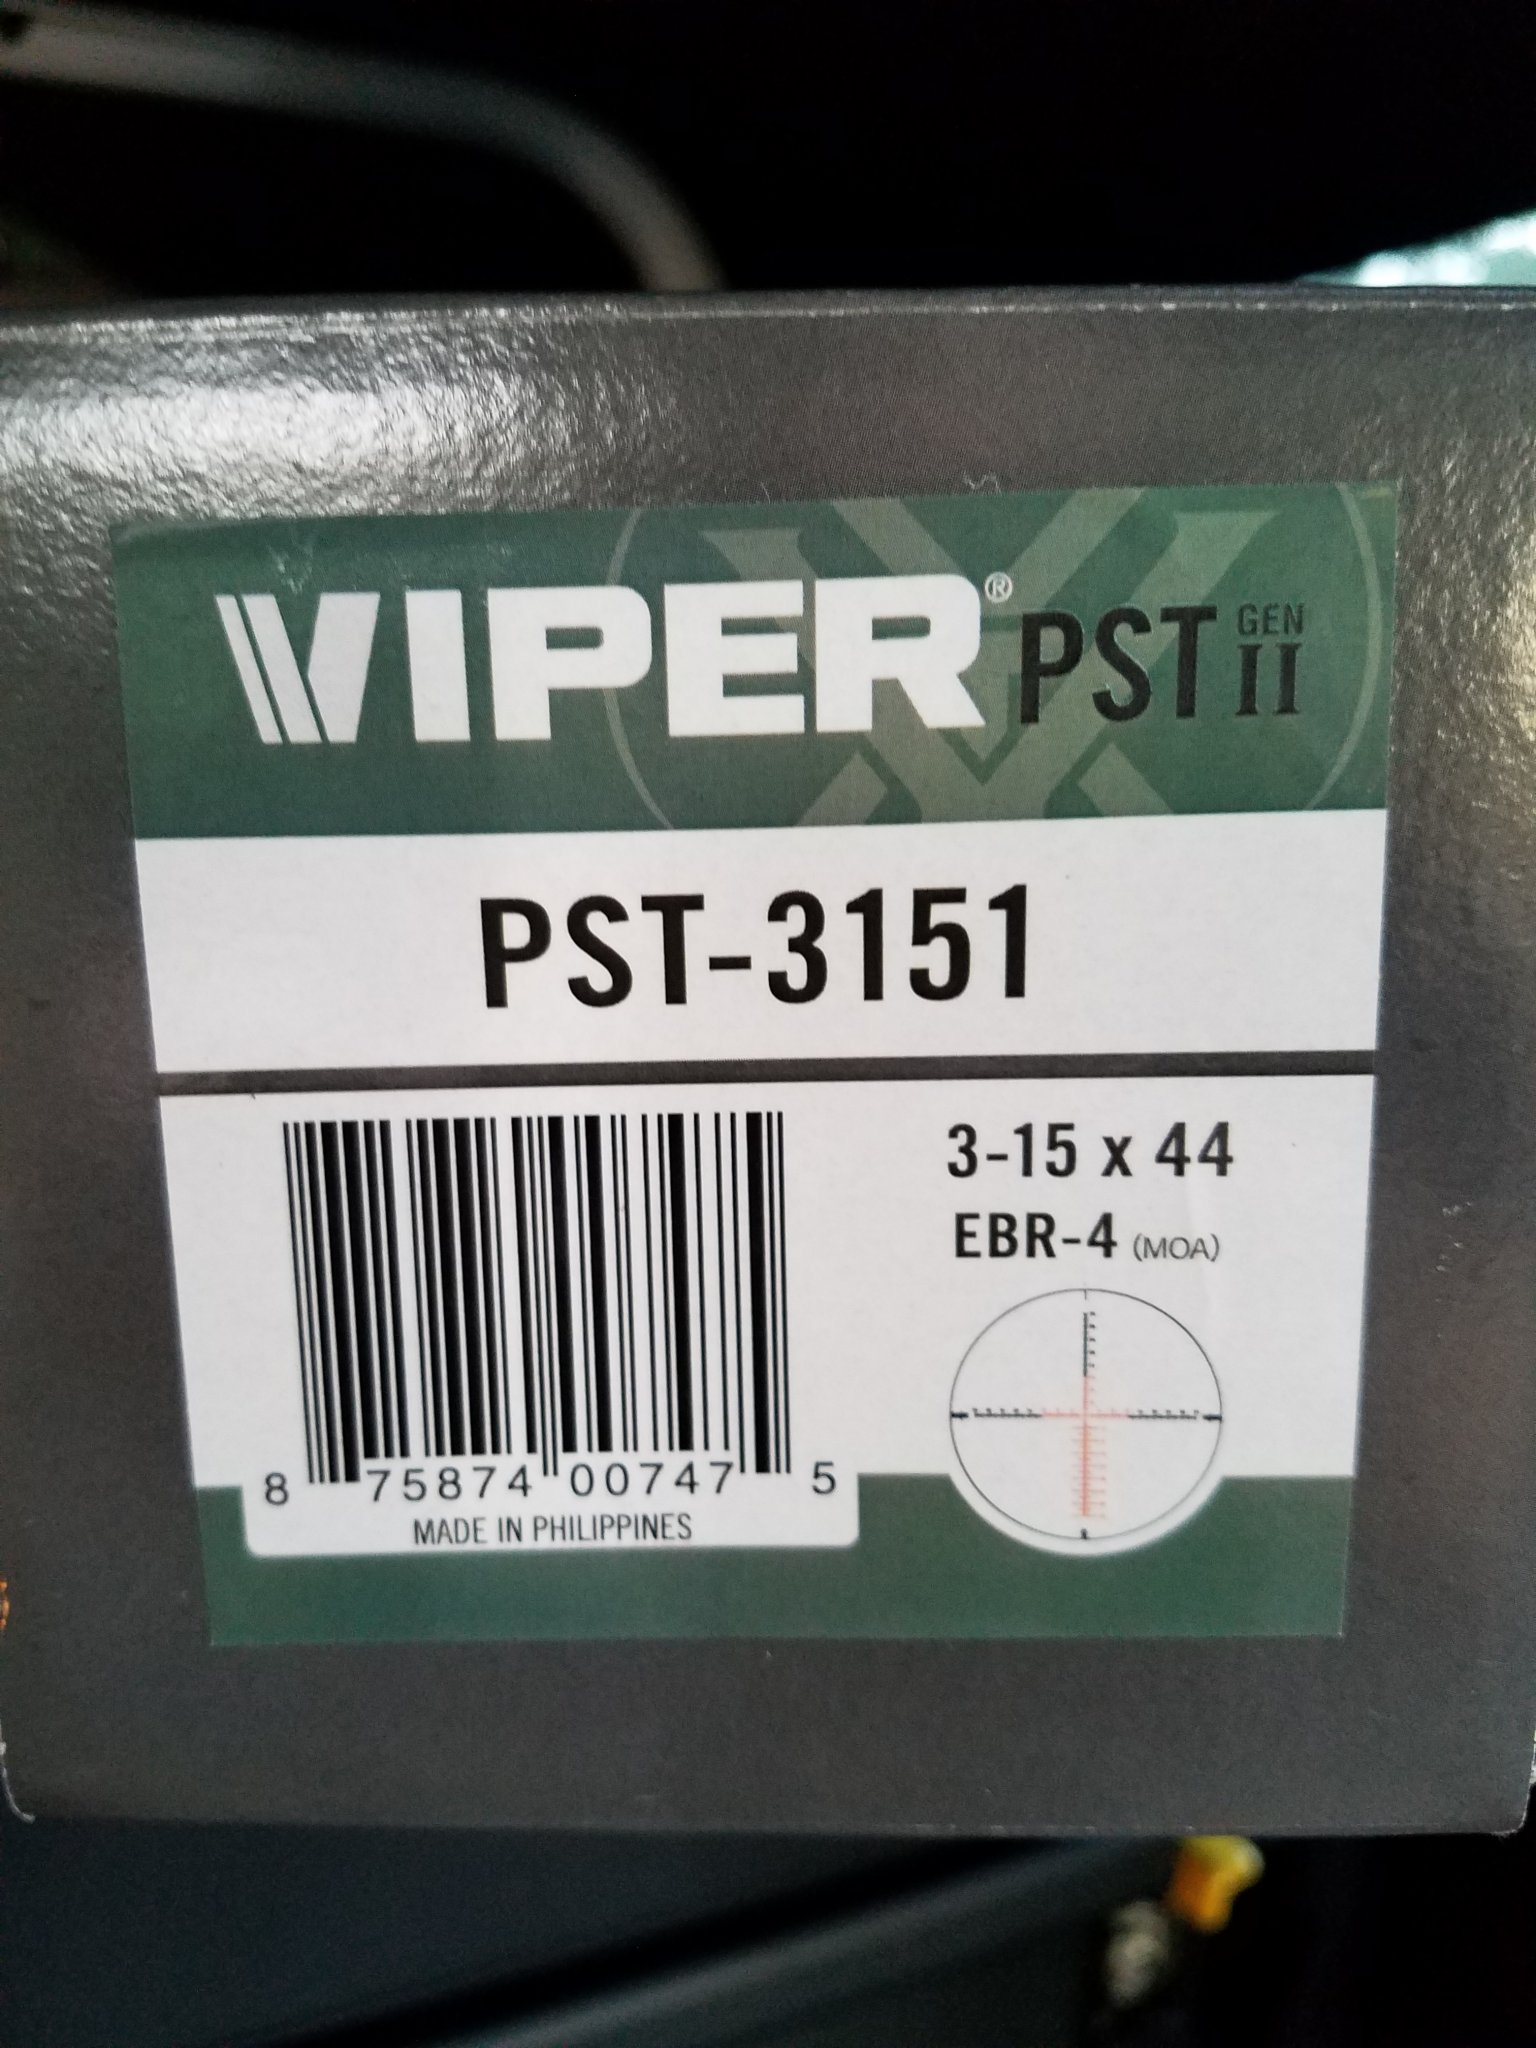 VIPER® PST GEN II
PST-3151
3-15 x 44
EBR-4 (MOA)
8 75874 00747 5
MADE IN PHILIPPINES